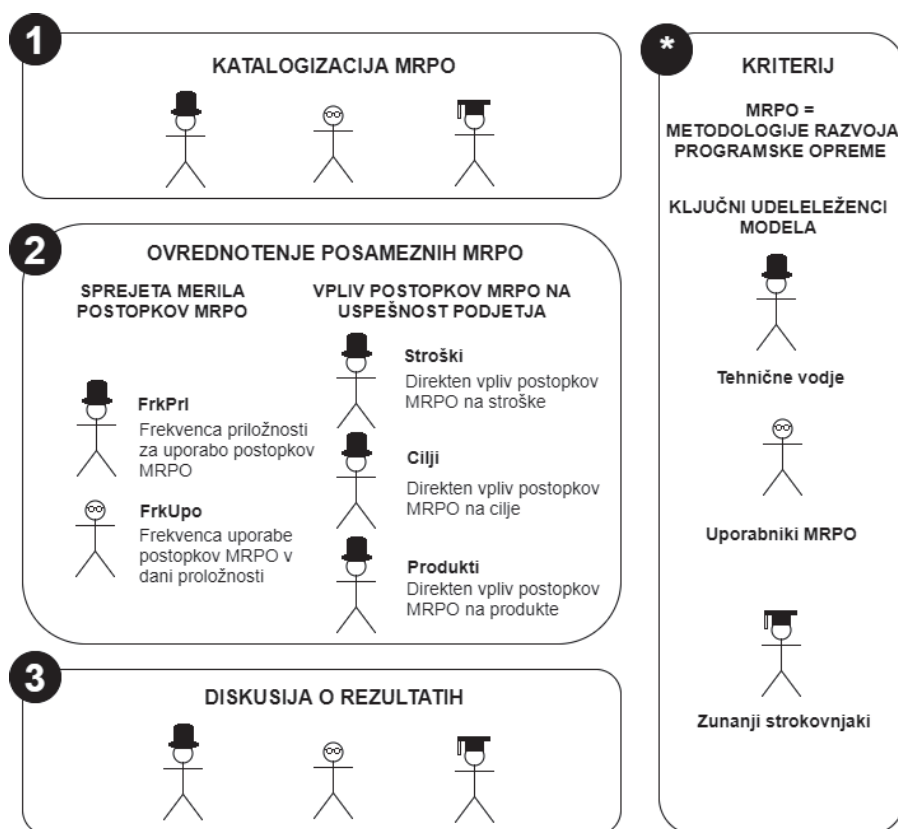 1
KATALOGIZACIJA MRPO
2
OVREDNOTENJE POSAMEZNIH MRPO
SPREJETA MERILA
POSTOPKOV MRPO
FrkPrl
Frekvenca priložnosti
za uporabo postopkov
MRPO
FrkUpo
Frekvenca uporabe
postopkov MRPO v
dani proložnosti
VPLIV POSTOPKOV MRPO NA
USPEŠNOST PODJETJA
Stroški
Direkten vpliv postopkov
MRPO na stroške
Cilji
Direkten vpliv postopkov
MRPO na cilje
Produkti
Direkten vpliv postopkov
MRPO na produkte
3
DISKUSIJA O REZULTATIH
*
KRITERIJ
MRPO =
METODOLOGIJE RAZVOJA
PROGRAMSKE OPREME
KLJUČNI UDELELEŽENCI
MODELA
Tehnične vodje
Uporabniki MRPO
Zunanji strokovnjaki